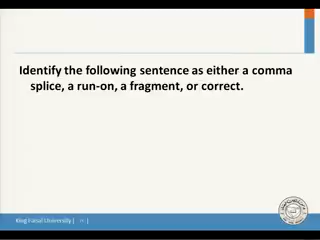 Identify the following sentence as either a comma
splice, a run-on, a fragment, or correct.
King Faisal University |